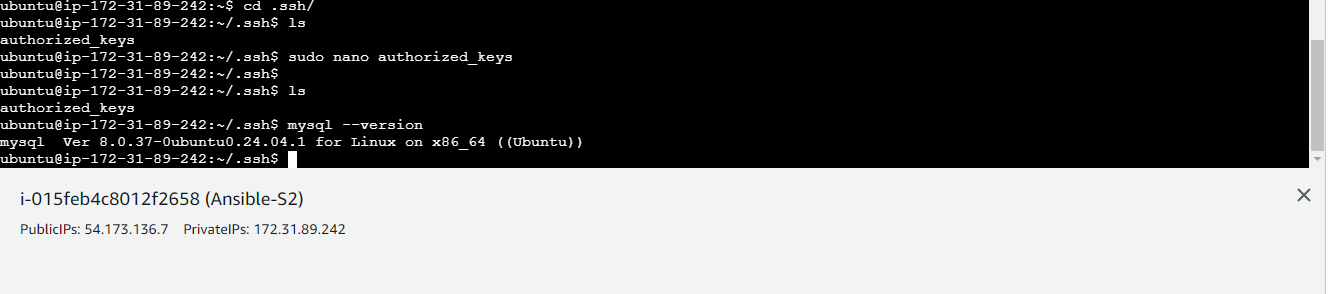 ubuntu@ip-172-31-89-242:~$ cd .ssh/
ubuntu@ip-172-31-89-242:~/.ssh$ ls
authorized_keys
ubuntu@ip-172-31-89-242:~/.ssh$ sudo nano authorized_keys
ubuntu@ip-172-31-89-242:~/.ssh$
ubuntu@ip-172-31-89-242:~/.ssh$ ls
authorized_keys
ubuntu@ip-172-31-89-242:~/.ssh$ mysql --version
mysql  Ver 8.0.37-0ubuntu0.24.04.1 for Linux on x86_64 ((Ubuntu))
ubuntu@ip-172-31-89-242:~/.ssh$
i-015feb4c8012f2658 (Ansible-S2)
PublicIPs: 54.173.136.7 PrivateIPs: 172.31.89.242